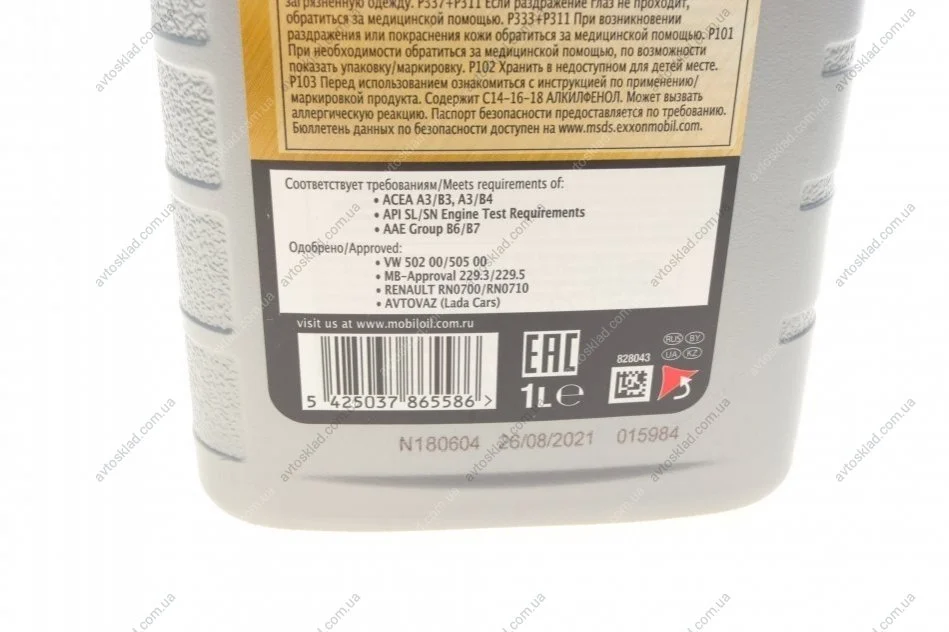 загрязненную одежду. P337+P311 Если раздражение глаз не проходит,
обратиться за медицинской помощью. P333+P311 При возникновении
раздражения или покраснения кожи обратиться за медицинской помощью. P101
При необходимости обратиться за медицинской помощью, по возможности
показать упаковку/маркировку. P102 Хранить в недоступном для детей месте.
P103 Перед использованием ознакомиться с инструкцией по применению/
маркировкой продукта. Содержит C14-16-18 АЛКИЛФЕНОЛ. Может вызвать
аллергическую реакцию. Паспорт безопасности предоставляется по требованию.
Бюллетень данных по безопасности доступен на www.msds.exxonmobil.com.
Соответствует требованиям/Meets requirements of:
• ACEA A3/B3, A3/B4
• API SL/SN Engine Test Requirements
• AAE Group B6/B7
Одобрено/Approved:
• VW 502 00/505 00
• MB-Approval 229.3/229.5
• RENAULT RN0700/RN0710
• AVTOVAZ (Lada Cars)
visit us at www.mobiloil.com.ru
5 425037 865586 >
EAC
1L e
828043
RUS BY
UA KZ
N180604 26/08/2021 015984
avtosklad.com.ua